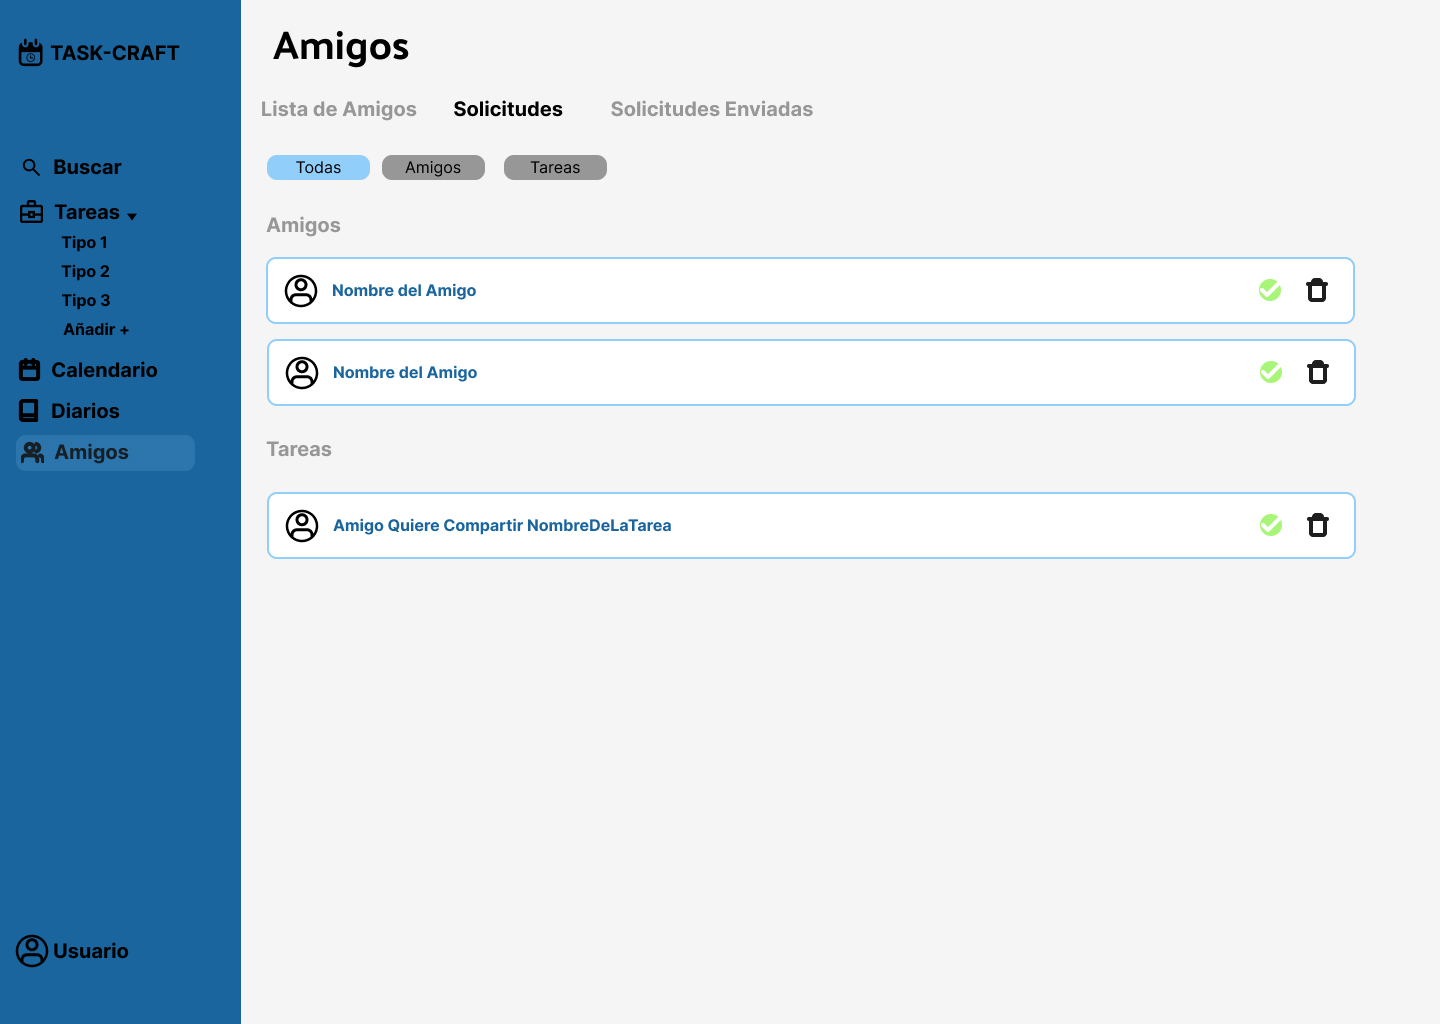 TASK-CRAFT
Buscar
Tareas
Tipo 1
Tipo 2
Tipo 3
Añadir +
Calendario
Diarios
Amigos
Usuario
Amigos
Lista de Amigos Solicitudes Solicitudes Enviadas
Todas Amigos Tareas
Amigos
Nombre del Amigo
Nombre del Amigo
Tareas
Amigo Quiere Compartir NombreDeLaTarea